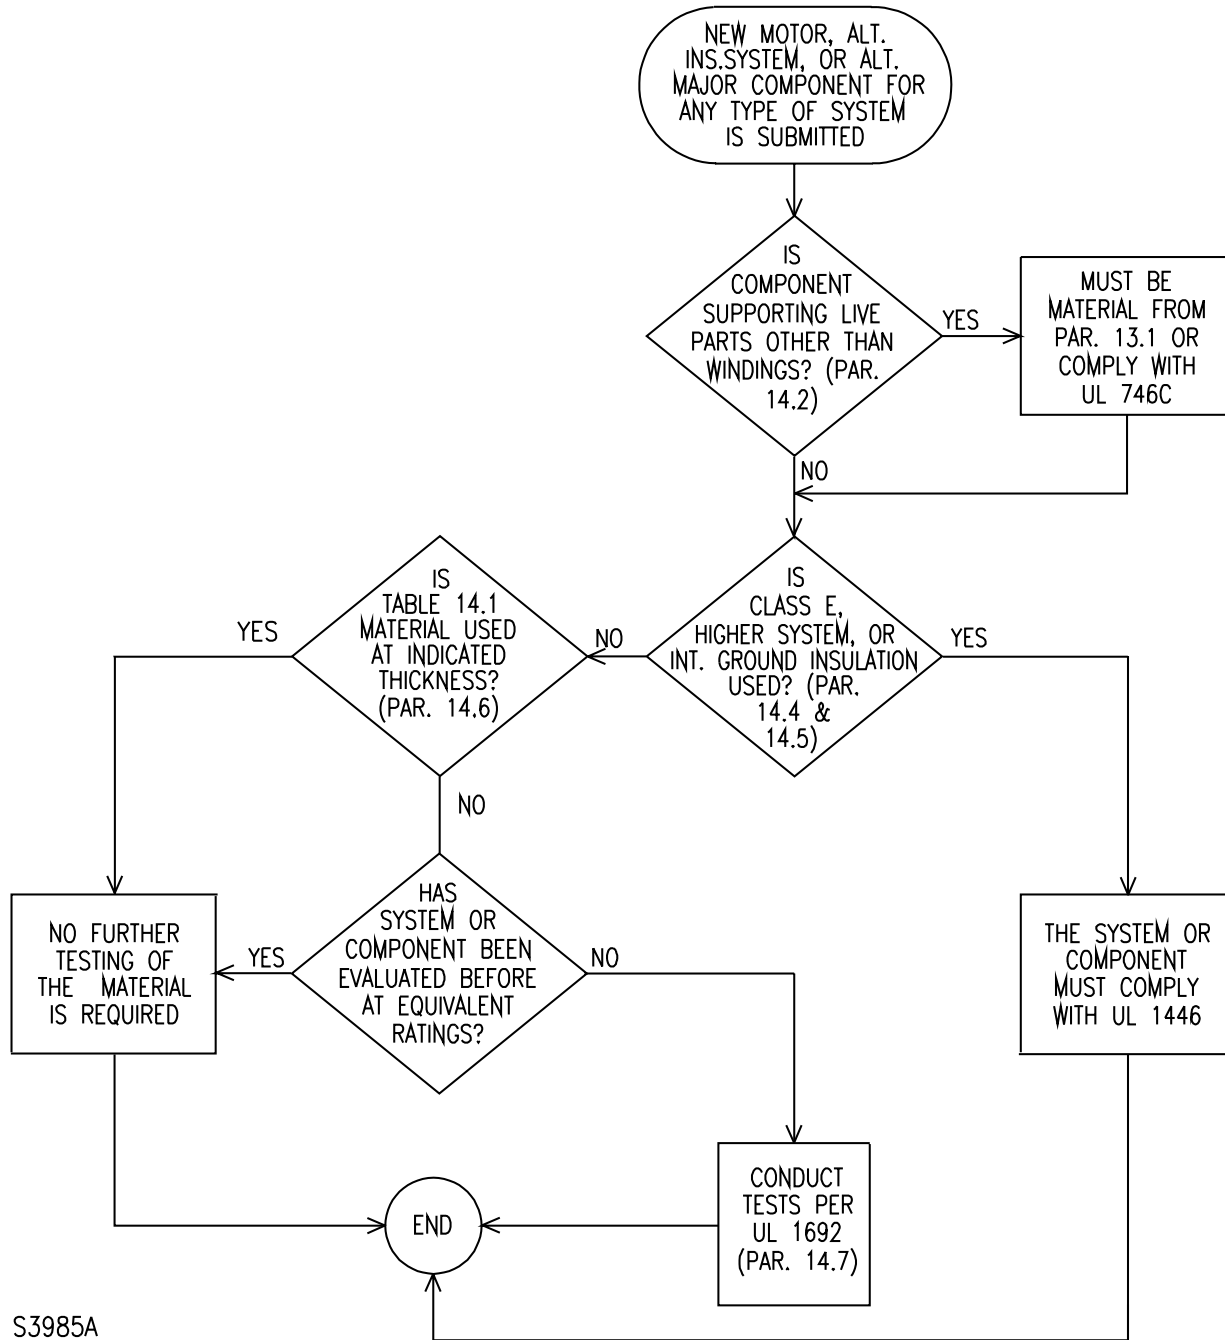 NEW MOTOR, ALT.
INS.SYSTEM, OR ALT.
MAJOR COMPONENT FOR
ANY TYPE OF SYSTEM
IS SUBMITTED
IS
COMPONENT
SUPPORTING LIVE
PARTS OTHER THAN
WINDINGS? (PAR.
14.2)
YES
MUST BE
MATERIAL FROM
PAR. 13.1 OR
COMPLY WITH
UL 746C
NO
IS
CLASS E,
HIGHER SYSTEM, OR
INT. GROUND INSULATION
USED? (PAR.
14.4 &
14.5)
YES
NO
IS
TABLE 14.1
MATERIAL USED
AT INDICATED
THICKNESS?
(PAR. 14.6)
YES
NO
HAS
SYSTEM OR
COMPONENT BEEN
EVALUATED BEFORE
AT EQUIVALENT
RATINGS?
YES
NO
NO FURTHER
TESTING OF
THE MATERIAL
IS REQUIRED
THE SYSTEM OR
COMPONENT
MUST COMPLY
WITH UL 1446
CONDUCT
TESTS PER
UL 1692
(PAR. 14.7)
END
S3985A